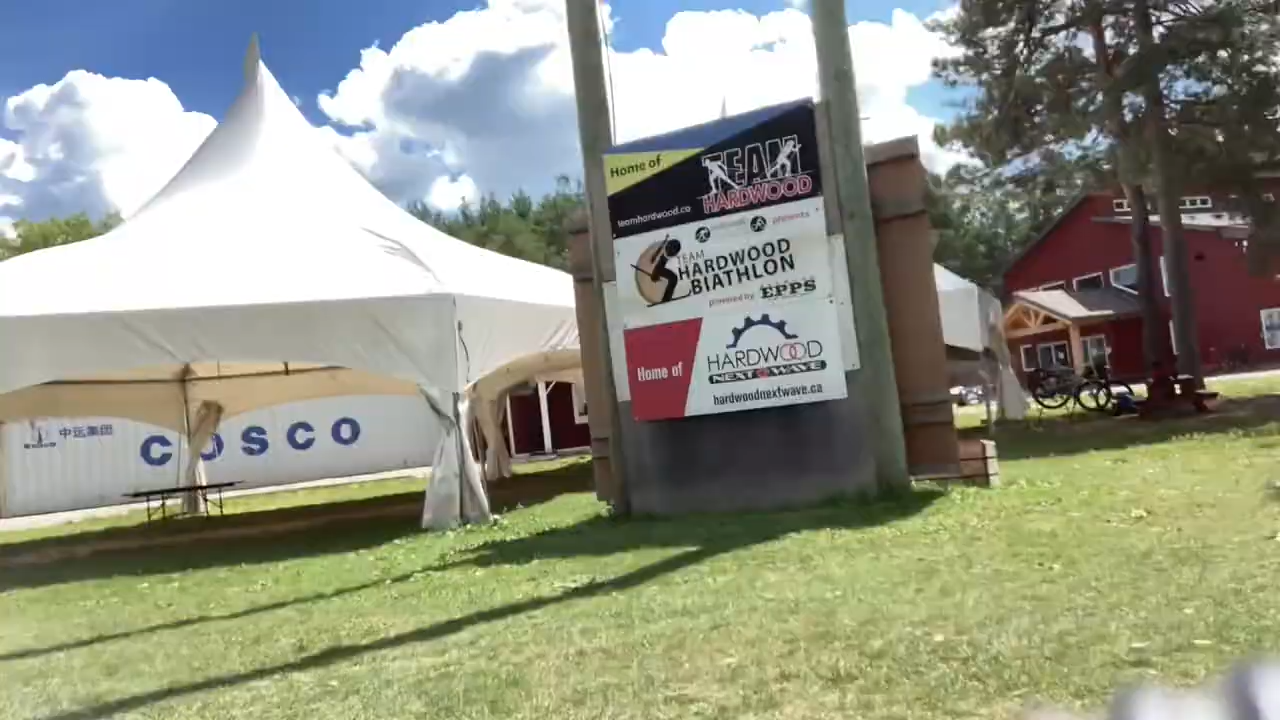 Home of
TEAM
HARDWOOD
teamhardwood.ca
presents
TEAM
HARDWOOD
BIATHLON
powered by EPPS
Home of
HARDWOOD
NEXT WAVE
hardwoodnextwave.ca
中远集团
COSCO